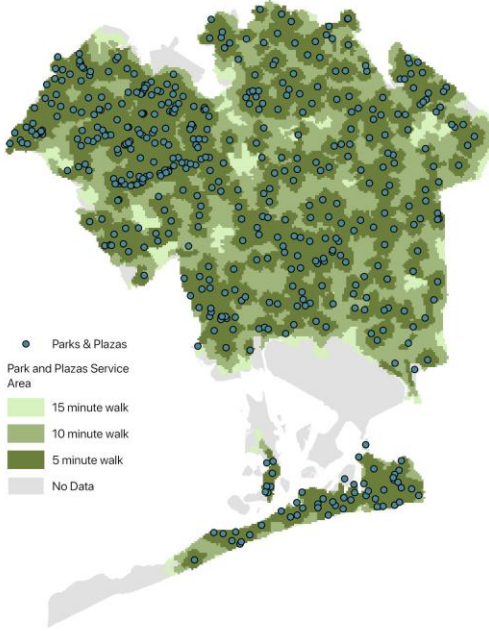 Parks & Plazas
Park and Plazas Service
Area
15 minute walk
10 minute walk
5 minute walk
No Data